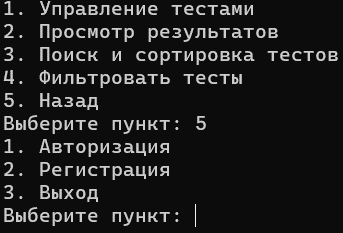 1. Управление тестами
2. Просмотр результатов
3. Поиск и сортировка тестов
4. Фильтровать тесты
5. Назад
Выберите пункт: 5
1. Авторизация
2. Регистрация
3. Выход
Выберите пункт: